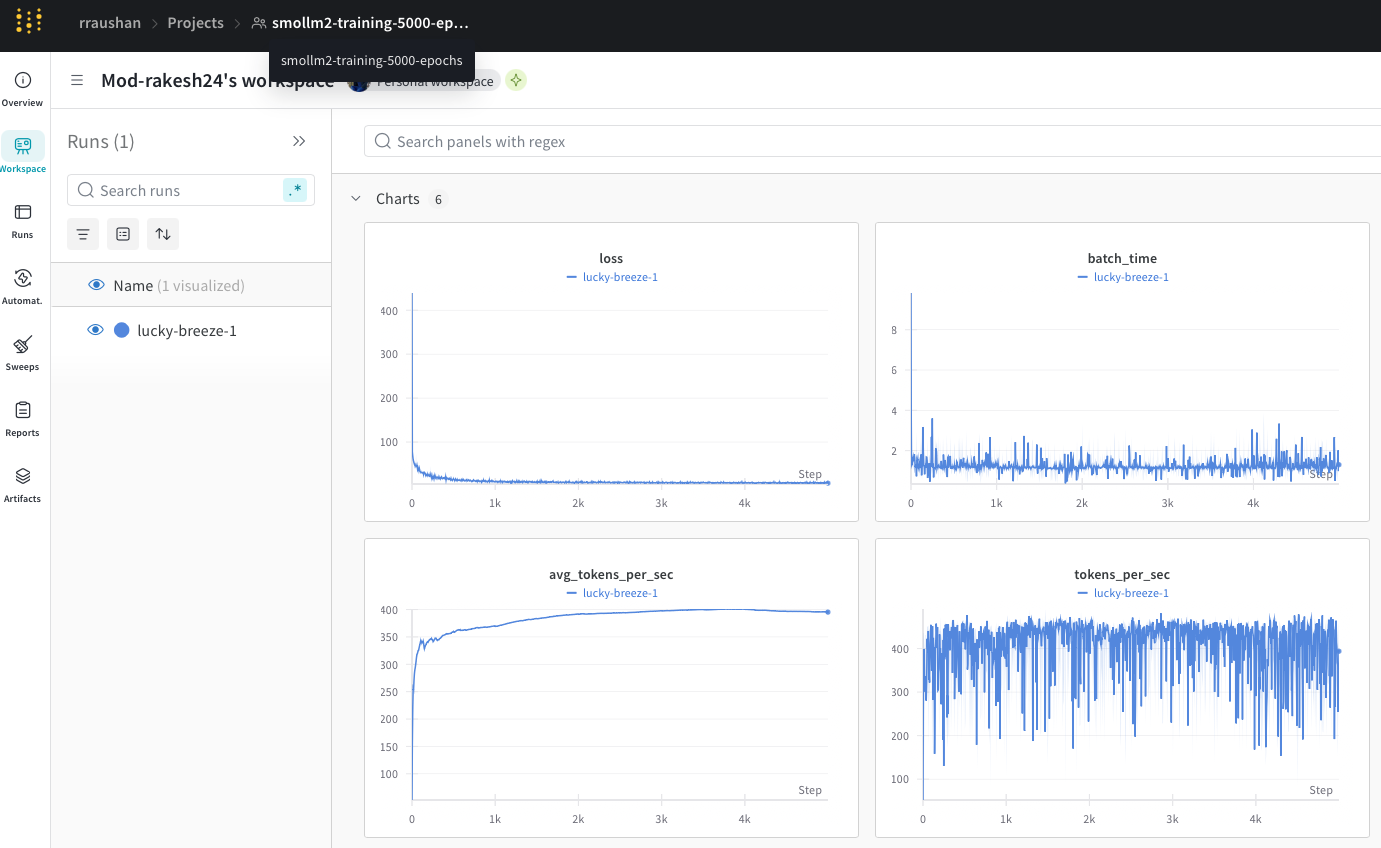 rraushan
Projects
smollm2-training-5000-ep...
smollm2-training-5000-epochs
Mod-rakesh24's workspace
Personal workspace
Overview
Workspace
Runs
Automat.
Sweeps
Reports
Artifacts
Runs (1)
Search runs
.*
Name (1 visualized)
lucky-breeze-1
Search panels with regex
Charts 6
loss
lucky-breeze-1
400
300
200
100
Step
0 1k 2k 3k 4k
batch_time
lucky-breeze-1
8
6
4
2
Step
0 1k 2k 3k 4k
avg_tokens_per_sec
lucky-breeze-1
400
350
300
250
200
150
100
Step
0 1k 2k 3k 4k
tokens_per_sec
lucky-breeze-1
400
300
200
100
Step
0 1k 2k 3k 4k